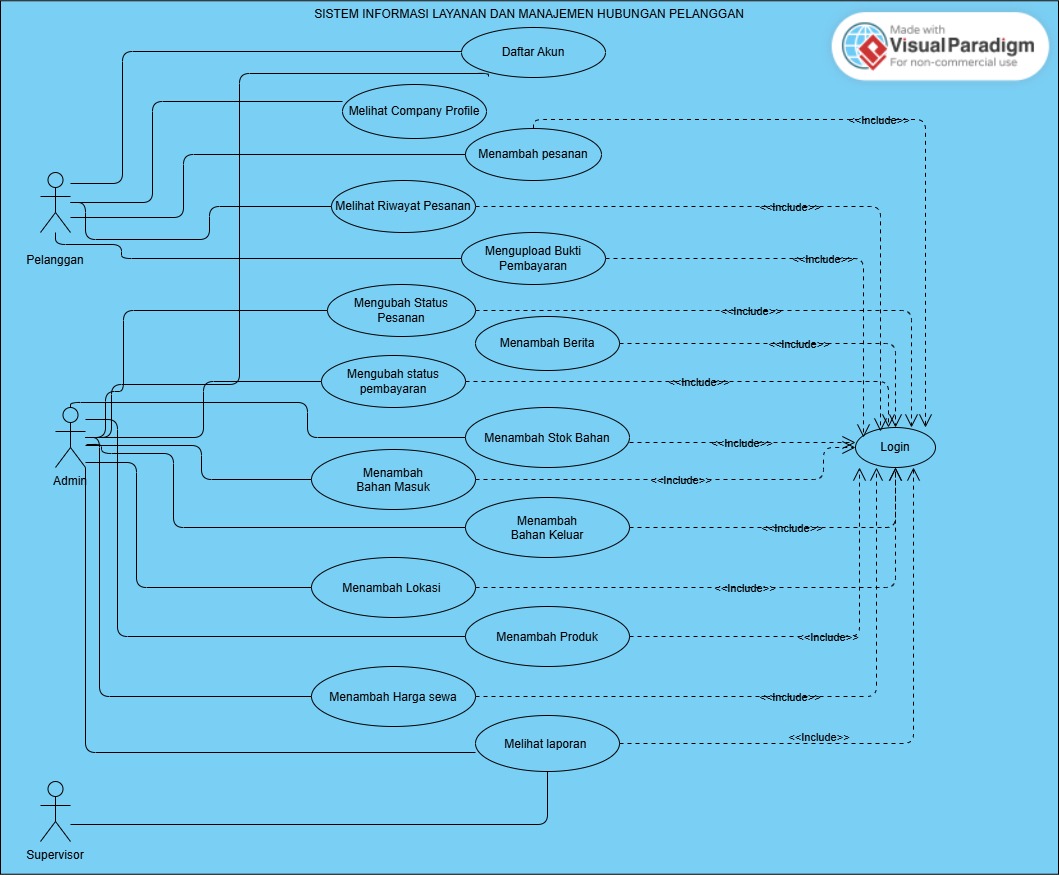 SISTEM INFORMASI LAYANAN DAN MANAJEMEN HUBUNGAN PELANGGAN
Made with
VisualParadigm
For non-commercial use
Daftar Akun
Melihat Company Profile
<<Include>>
Menambah pesanan
Melihat Riwayat Pesanan
<<Include>>
Pelanggan
Mengupload Bukti
Pembayaran
<<Include>>
Mengubah Status
Pesanan
<<Include>>
Menambah Berita
<<Include>>
Mengubah status
pembayaran
<<Include>>
Menambah Stok Bahan
<<Include>>
Login
Admin
Menambah
Bahan Masuk
<<Include>>
Menambah
Bahan Keluar
<<Include>>
Menambah Lokasi
<<Include>>
Menambah Produk
<<Include>>
Menambah Harga sewa
<<Include>>
Melihat laporan
<<Include>>
Supervisor